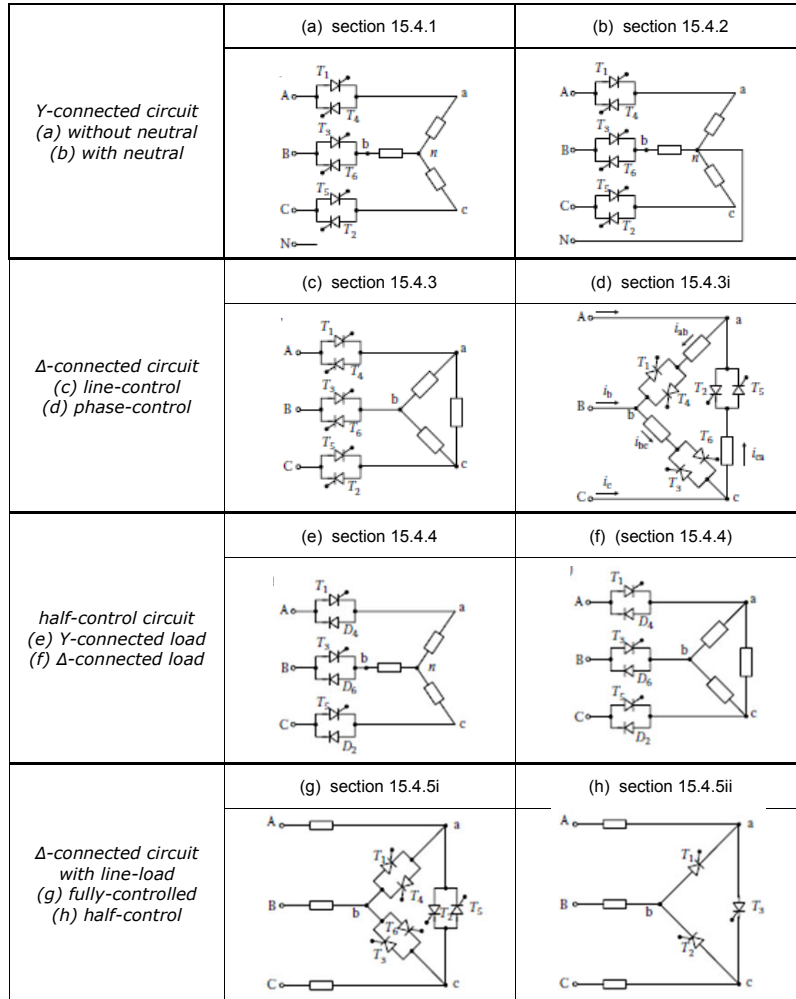 (a) section 15.4.1
(b) section 15.4.2
Y-connected circuit
(a) without neutral
(b) with neutral
T1
A
T4
a
T3
B
b
n
T6
T5
C
T2
c
N
T1
A
T4
a
T3
B
b
n
T6
T5
C
T2
c
N
(c) section 15.4.3
(d) section 15.4.3i
Δ-connected circuit
(c) line-control
(d) phase-control
T1
A
T4
a
T3
B
b
T6
T5
C
T2
c
A
a
iab
T1
T4
T2
T5
ib
B
b
ibc
T6
T3
ica
ic
C
c
(e) section 15.4.4
(f) (section 15.4.4)
half-control circuit
(e) Y-connected load
(f) Δ-connected load
T1
A
D4
a
T3
B
b
n
D6
T5
C
D2
c
T1
A
D4
a
T3
B
b
D6
T5
C
D2
c
(g) section 15.4.5i
(h) section 15.4.5ii
Δ-connected circuit
with line-load
(g) fully-controlled
(h) half-control
A
a
T1
T4
B
b
T2
T5
T6
T3
C
c
A
a
T1
B
b
T3
T2
C
c